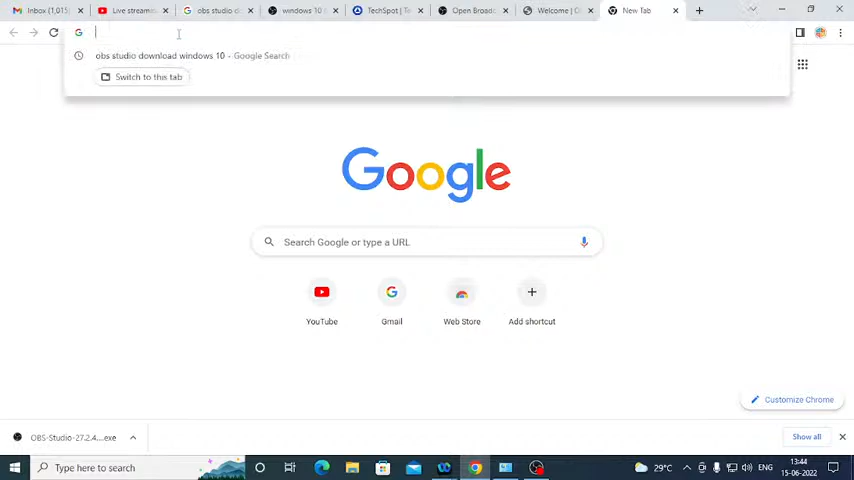 Inbox (1,015)
Live streami
obs studio d
windows 10
TechSpot | T
Open Broad
Welcome | O
New Tab
obs studio download windows 10 - Google Search
Switch to this tab
Google
Search Google or type a URL
YouTube
Gmail
Web Store
Add shortcut
Customize Chrome
OBS-Studio-27.2.4....exe
Show all
Type here to search
29°C
ENG
13:44
15-06-2022